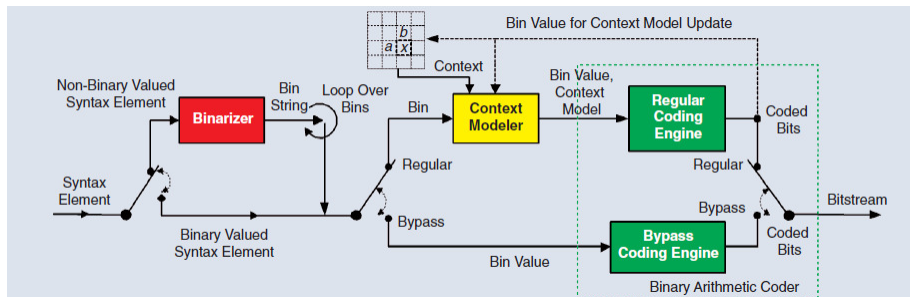 Bin Value for Context Model Update
b
a x
Context
Non-Binary Valued
Syntax Element
Bin
String
Loop Over
Bins
Binarizer
Bin
Context
Modeler
Bin Value,
Context
Model
Regular
Coding
Engine
Coded
Bits
Regular
Regular
Syntax
Element
Bypass
Bypass
Bitstream
Binary Valued
Syntax Element
Bin Value
Bypass
Coding Engine
Coded
Bits
Binary Arithmetic Coder